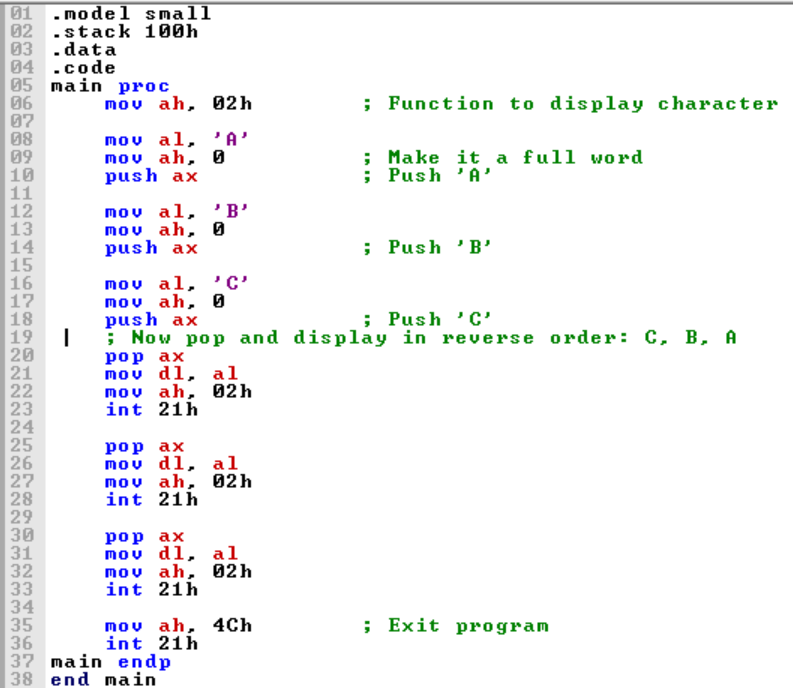 01 .model small
02 .stack 100h
03 .data
04 .code
05 main proc
06 mov ah, 02h ; Function to display character
07
08 mov al, 'A'
09 mov ah, 0 ; Make it a full word
10 push ax ; Push 'A'
11
12 mov al, 'B'
13 mov ah, 0
14 push ax ; Push 'B'
15
16 mov al, 'C'
17 mov ah, 0
18 push ax ; Push 'C'
19 ; Now pop and display in reverse order: C, B, A
20 pop ax
21 mov dl, al
22 mov ah, 02h
23 int 21h
24
25 pop ax
26 mov dl, al
27 mov ah, 02h
28 int 21h
29
30 pop ax
31 mov dl, al
32 mov ah, 02h
33 int 21h
34
35 mov ah, 4Ch ; Exit program
36 int 21h
37 main endp
38 end main